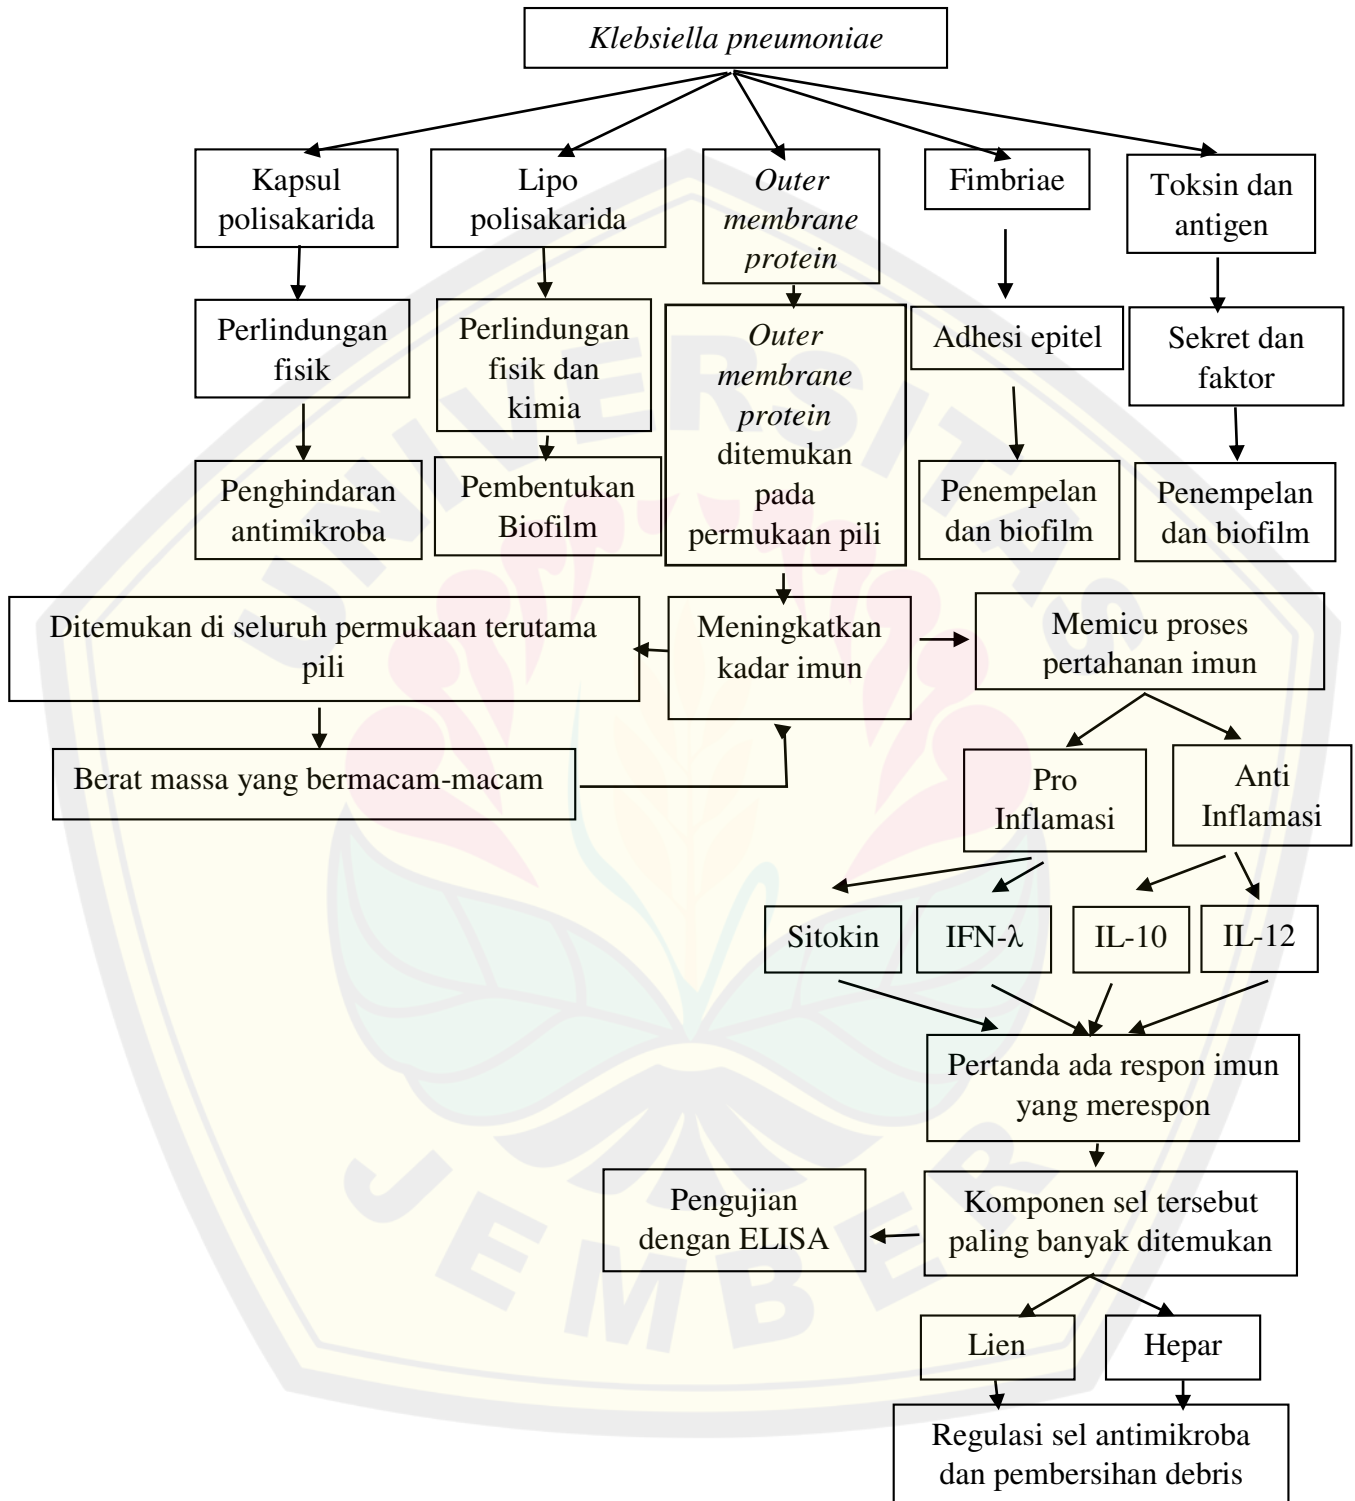 Klebsiella pneumoniae
Kapsul
polisakarida
Lipo
polisakarida
Outer
membrane
protein
Fimbriae
Toksin dan
antigen
Perlindungan
fisik
Perlindungan
fisik dan
kimia
Outer
membrane
protein
ditemukan
pada
permukaan pili
Adhesi epitel
Sekret dan
faktor
Penghindaran
antimikroba
Pembentukan
Biofilm
Penempelan
dan biofilm
Penempelan
dan biofilm
Ditemukan di seluruh permukaan terutama
pili
Meningkatkan
kadar imun
Memicu proses
pertahanan imun
Berat massa yang bermacam-macam
Pro
Inflamasi
Anti
Inflamasi
Sitokin
IFN-λ
IL-10
IL-12
Pertanda ada respon imun
yang merespon
Pengujian
dengan ELISA
Komponen sel tersebut
paling banyak ditemukan
Lien
Hepar
Regulasi sel antimikroba
dan pembersihan debris
UNIVERSITAS
JEMBER